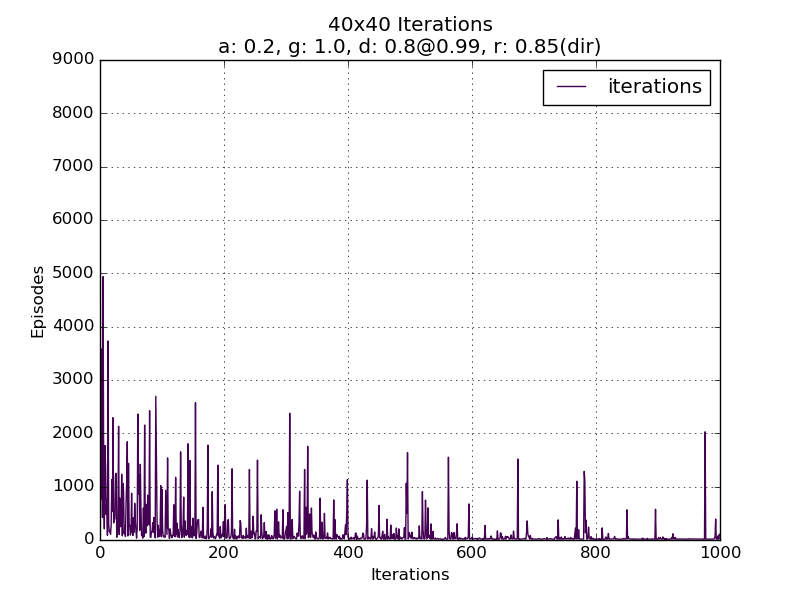 40x40 Iterations
a: 0.2, g: 1.0, d: 0.8@0.99, r: 0.85(dir)
iterations
9000
8000
7000
6000
5000
4000
3000
2000
1000
0
Episodes
0 200 400 600 800 1000
Iterations